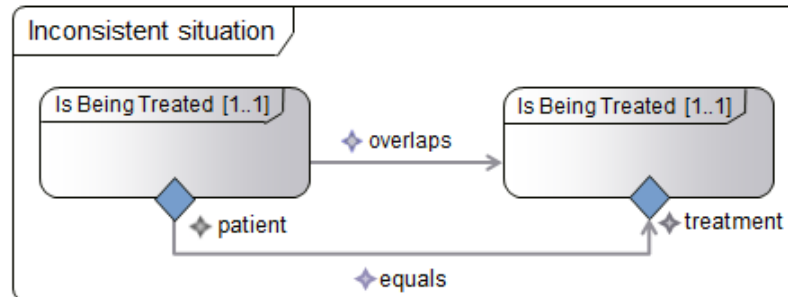 Inconsistent situation
Is Being Treated [1..1]
Is Being Treated [1..1]
overlaps
patient
treatment
equals